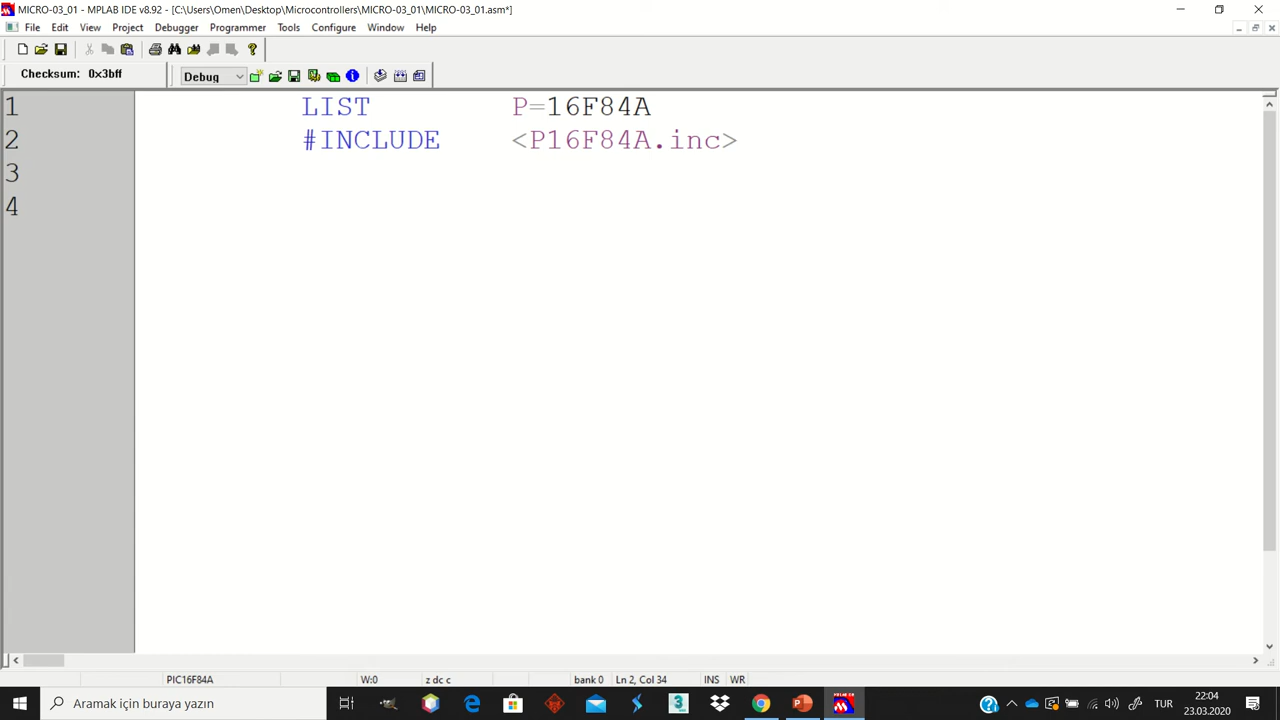 MICRO-03_01 - MPLAB IDE v8.92 - [C:\Users\Omen\Desktop\Microcontrollers\MICRO-03_01\MICRO-03_01.asm*]
File Edit View Project Debugger Programmer Tools Configure Window Help
Checksum: 0x3bff Debug
1 LIST P=16F84A
2 #INCLUDE <P16F84A.inc>
3
4
PIC16F84A W:0 z dc c bank 0 Ln 2, Col 34 INS WR
Aramak için buraya yazın TUR 22:04
23.03.2020